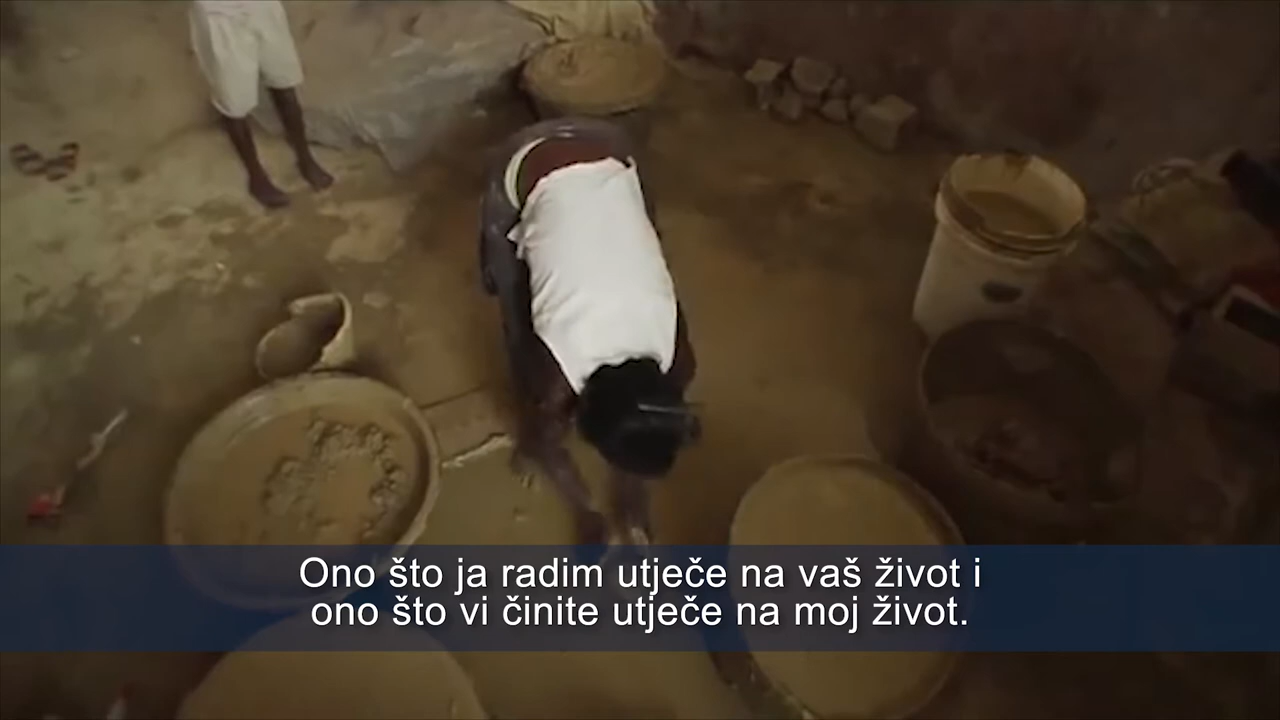 Ono što ja radim utječe na vaš život i
ono što vi činite utječe na moj život.